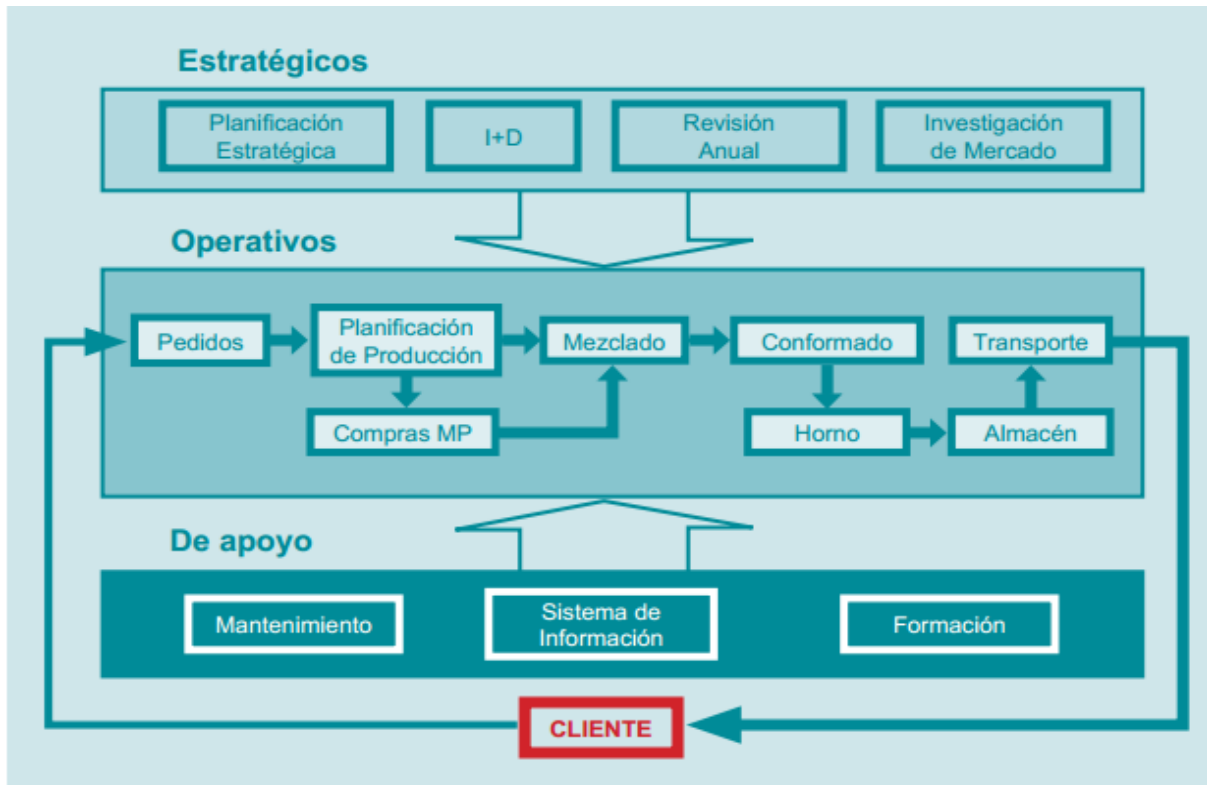 Estratégicos
Planificación
Estratégica
I+D
Revisión
Anual
Investigación
de Mercado
Operativos
Pedidos
Planificación
de Producción
Mezclado
Conformado
Transporte
Compras MP
Horno
Almacén
De apoyo
Mantenimiento
Sistema de
Información
Formación
CLIENTE